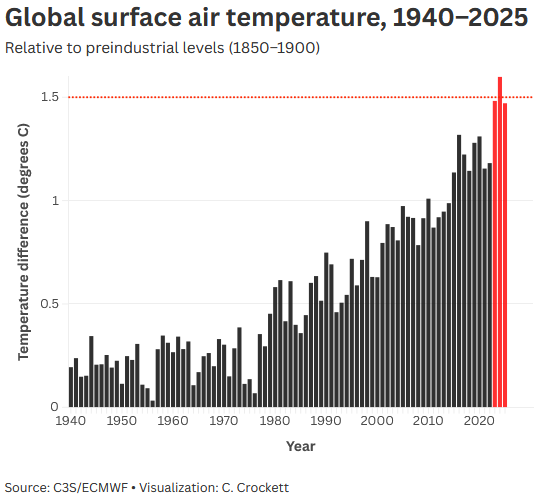 Global surface air temperature, 1940–2025
Relative to preindustrial levels (1850–1900)
Temperature difference (degrees C)
1.5
1
0.5
0
1940 1950 1960 1970 1980 1990 2000 2010 2020
Year
Source: C3S/ECMWF • Visualization: C. Crockett